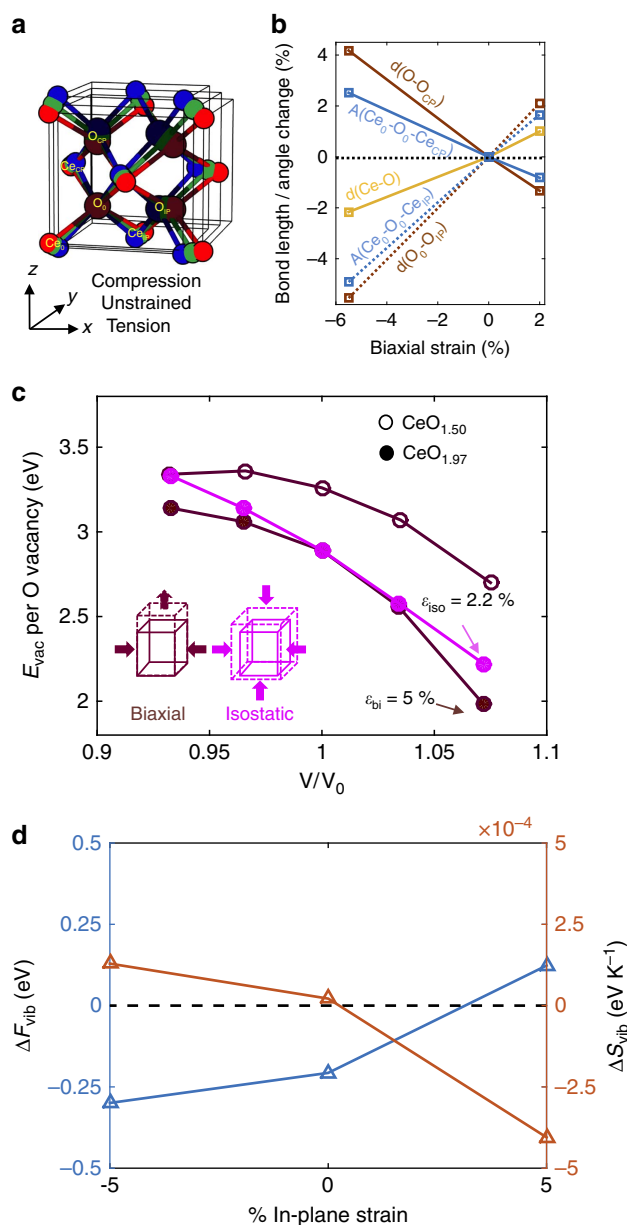 a
O_CP
Ce_CP
O_0
O_IP
Ce_0
Ce_IP
z
y
x
Compression
Unstrained
Tension
b
Bond length / angle change (%)
4
2
0
−2
−4
d(O-O_CP)
A(Ce_0-O_0-Ce_CP)
d(Ce-O)
A(Ce_0-O_0-Ce_IP)
d(O_0-O_IP)
−6 −5 −4 −3 −2 −1 0 1 2
Biaxial strain (%)
c
E_vac per O vacancy (eV)
3.5
3
2.5
2
CeO_1.50
CeO_1.97
ε_iso = 2.2 %
ε_bi = 5 %
Biaxial
Isostatic
0.9 0.95 1 1.05 1.1
V/V_0
d
×10^−4
ΔF_vib (eV)
0.5
0.25
0
−0.25
−0.5
5
2.5
0
−2.5
−5
ΔS_vib (eV K^−1)
-5 0 5
% In-plane strain